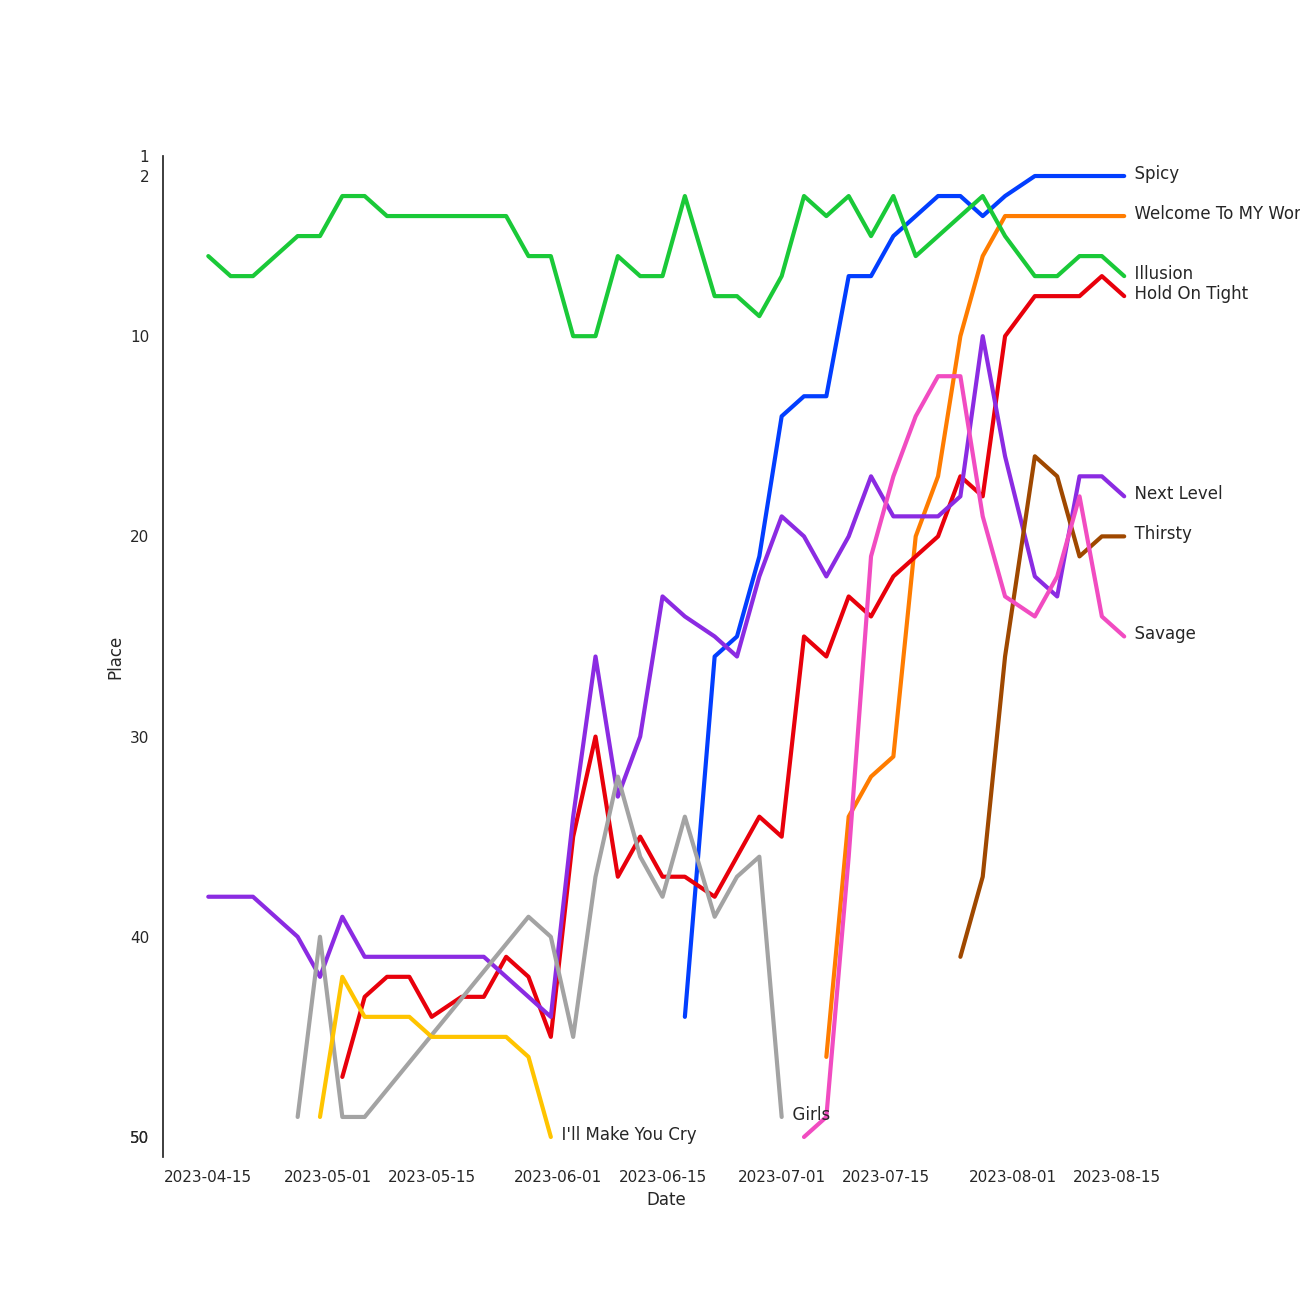 1
2
10
20
30
40
50
Place
Spicy
Welcome To MY Wor
Illusion
Hold On Tight
Next Level
Thirsty
Savage
Girls
I'll Make You Cry
2023-04-15 2023-05-01 2023-05-15 2023-06-01 2023-06-15 2023-07-01 2023-07-15 2023-08-01 2023-08-15
Date